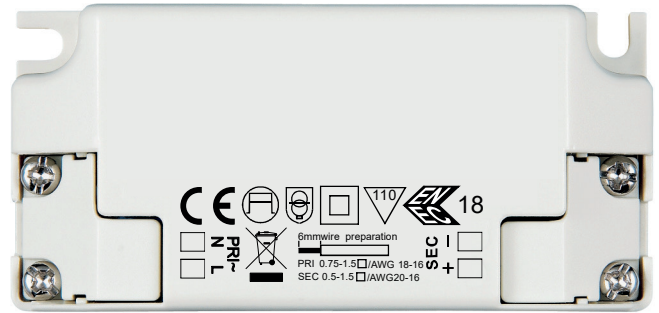 CE 110 ENEC 18
N L PRI~
6mmwire preparation
PRI 0.75-1.5□/AWG 18-16
SEC 0.5-1.5□/AWG20-16
SEC − +